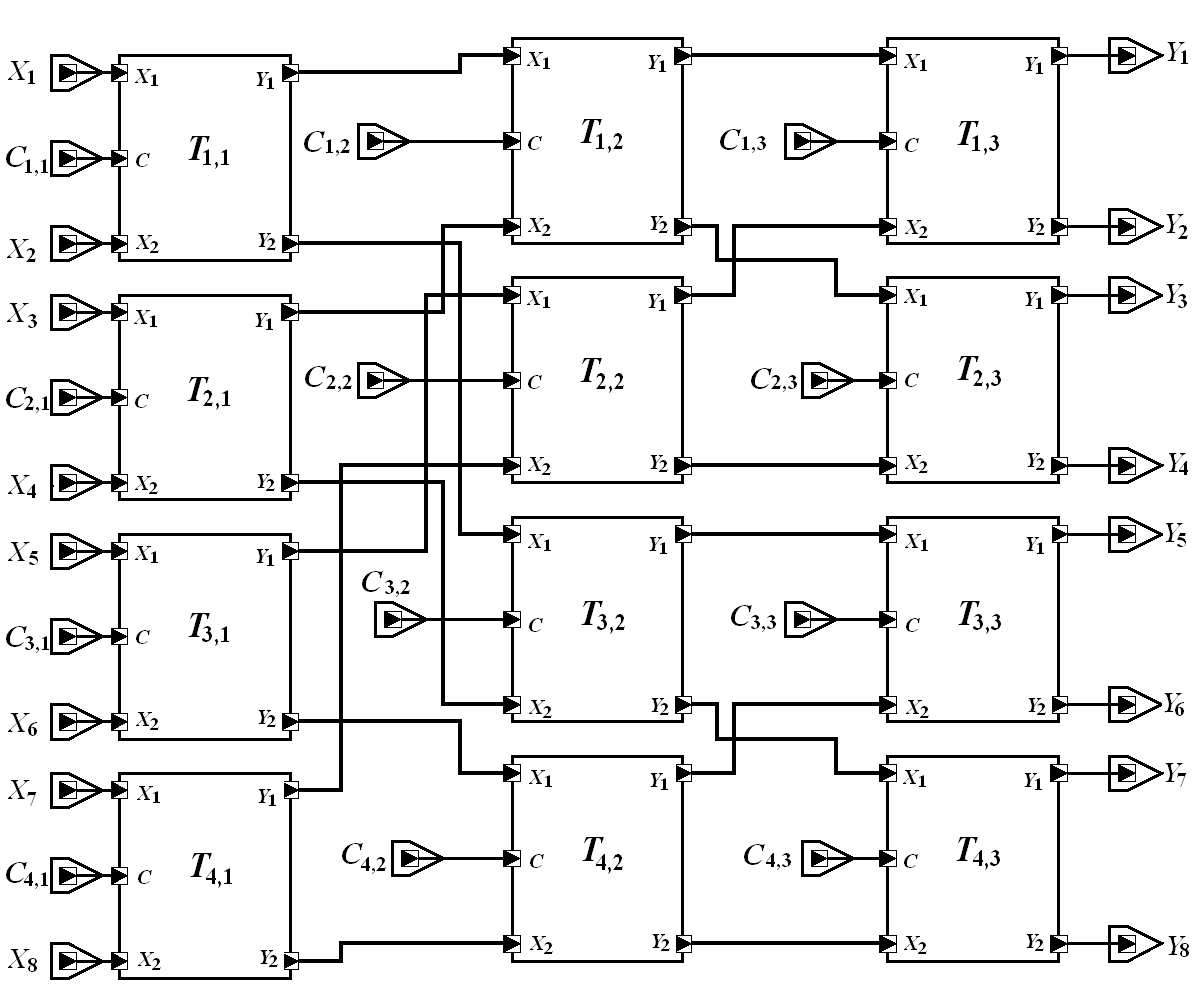 X1 X1 Y1 X1 Y1 X1 Y1 Y1
C1,1 C T1,1 C1,2 C T1,2 C1,3 C T1,3
X2 X2 Y2 X2 Y2 X2 Y2 Y2
X3 X1 Y1 X1 Y1 X1 Y1 Y3
C2,1 C T2,1 C2,2 C T2,2 C2,3 C T2,3
X4 X2 Y2 X2 Y2 X2 Y2 Y4
X5 X1 Y1 X1 Y1 X1 Y1 Y5
C3,1 C T3,1 C3,2 C T3,2 C3,3 C T3,3
X6 X2 Y2 X2 Y2 X2 Y2 Y6
X7 X1 Y1 X1 Y1 X1 Y1 Y7
C4,1 C T4,1 C4,2 C T4,2 C4,3 C T4,3
X8 X2 Y2 X2 Y2 X2 Y2 Y8